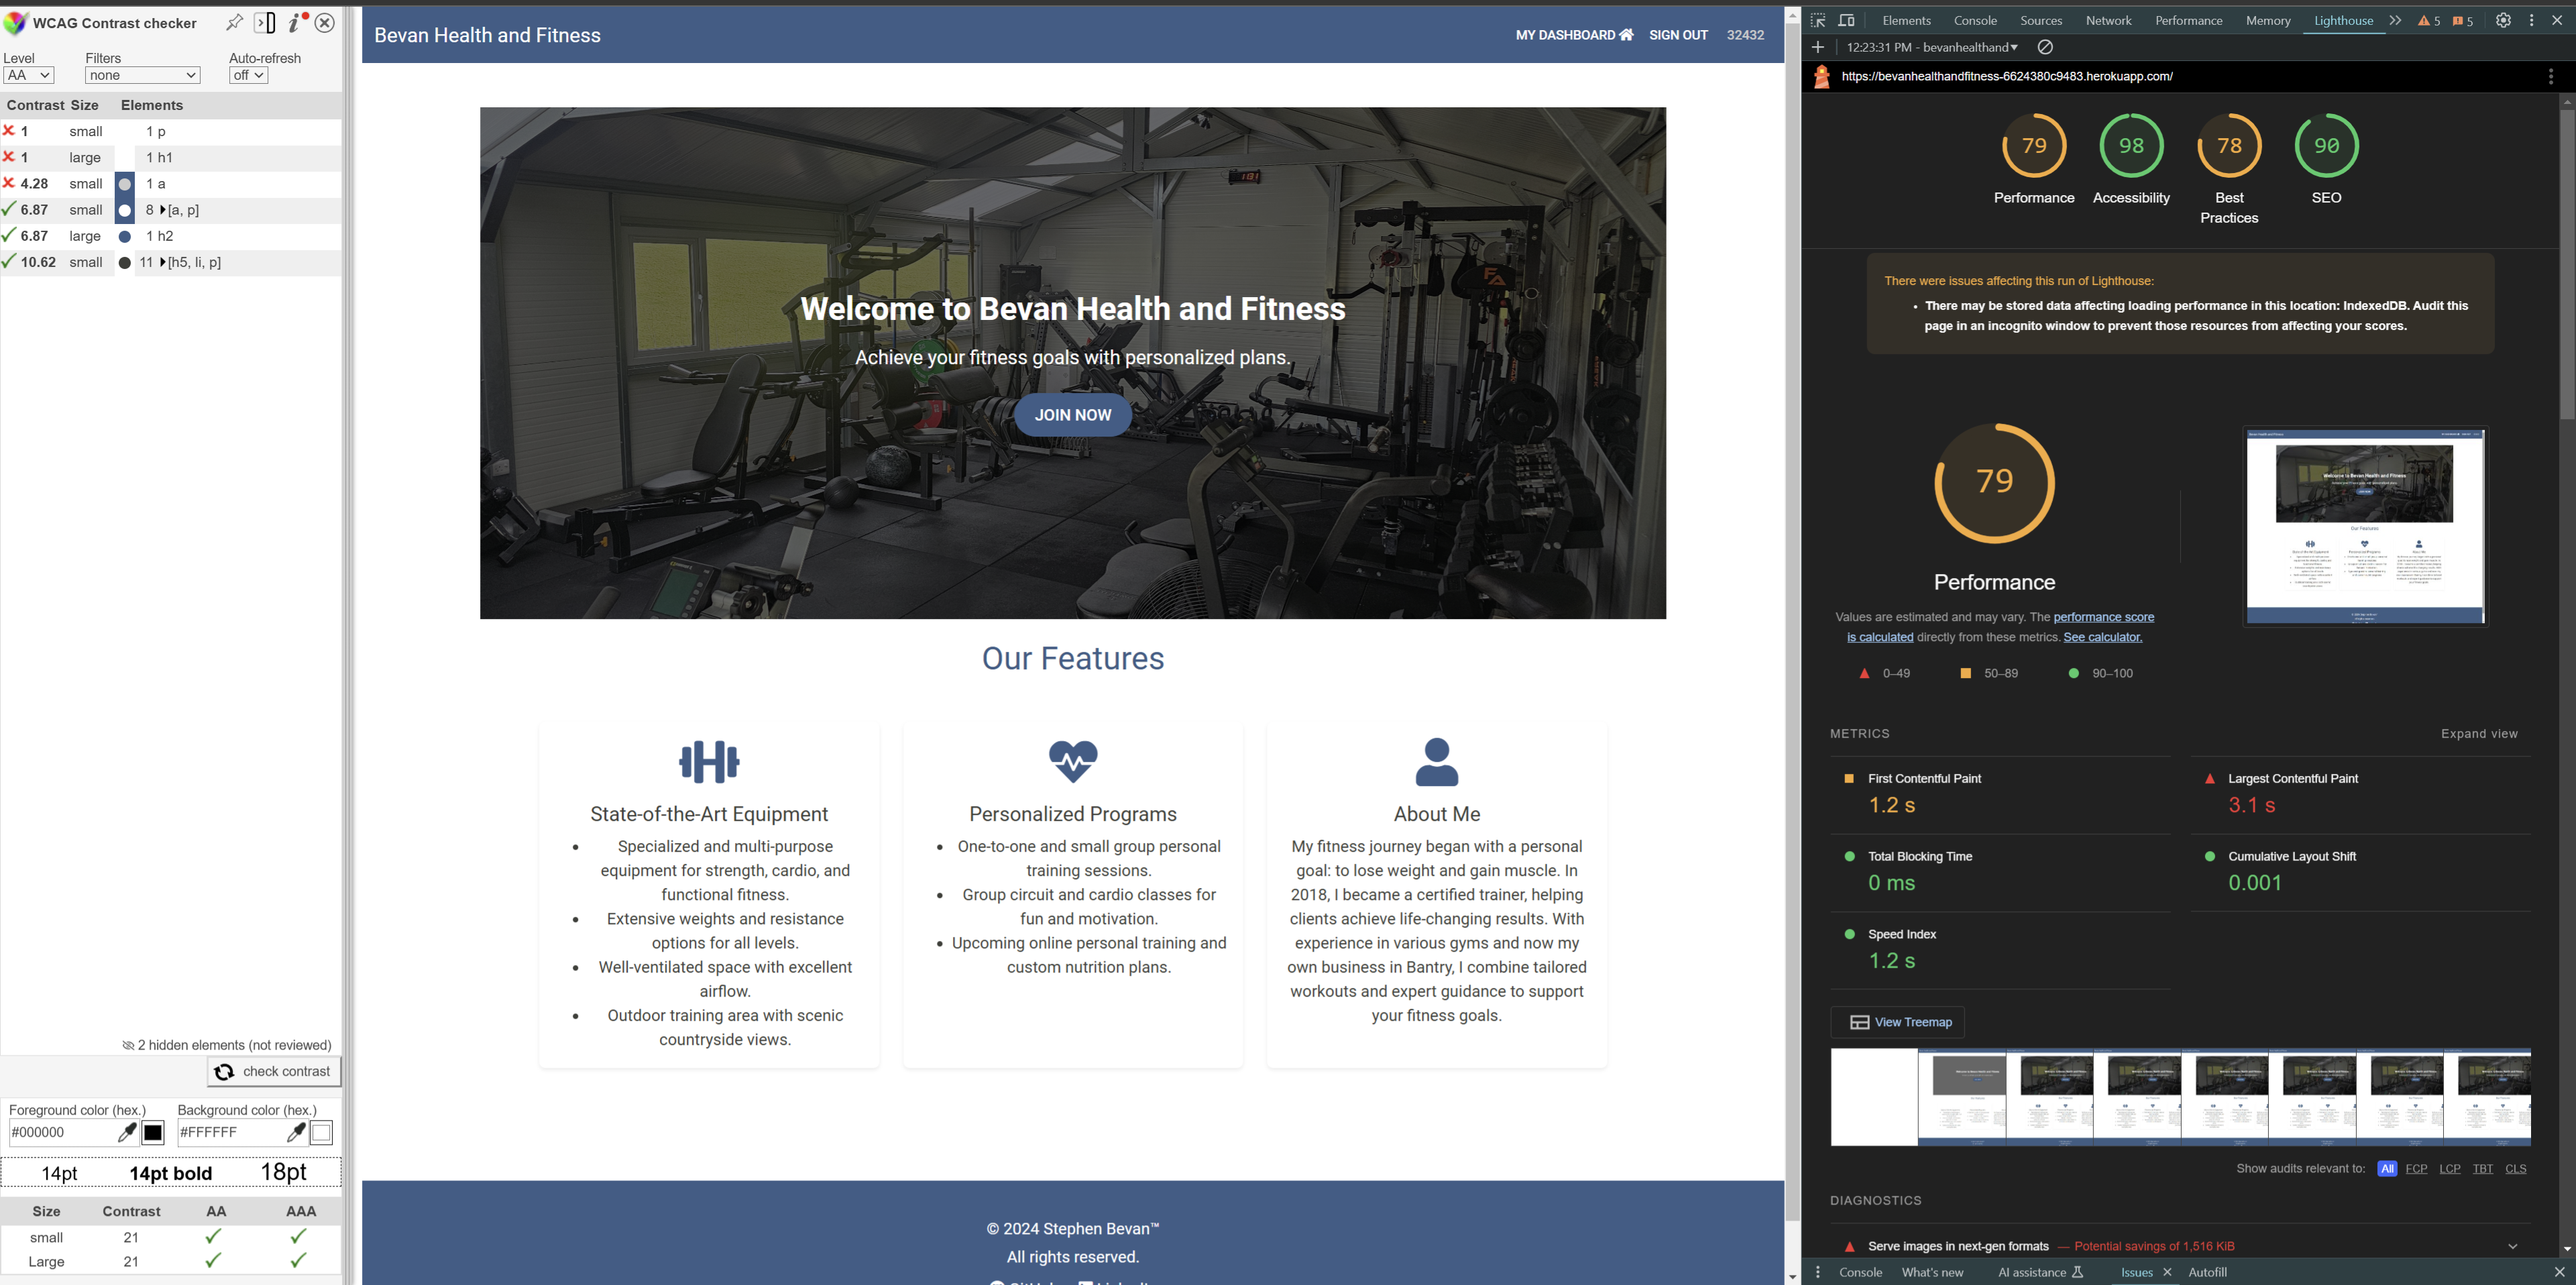 WCAG Contrast checker
Level
Filters
Auto-refresh
AA
none
off
Contrast Size Elements
1 small 1 p
1 large 1 h1
4.28 small 1 a
6.87 small 8 [a, p]
6.87 large 1 h2
10.62 small 11 [h5, li, p]
2 hidden elements (not reviewed)
check contrast
Foreground color (hex.)
Background color (hex.)
#000000
#FFFFFF
14pt 14pt bold 18pt
Size Contrast AA AAA
small 21
Large 21
Bevan Health and Fitness
MY DASHBOARD SIGN OUT 32432
Welcome to Bevan Health and Fitness
Achieve your fitness goals with personalized plans.
JOIN NOW
Our Features
State-of-the-Art Equipment
• Specialized and multi-purpose
equipment for strength, cardio, and
functional fitness.
• Extensive weights and resistance
options for all levels.
• Well-ventilated space with excellent
airflow.
• Outdoor training area with scenic
countryside views.
Personalized Programs
• One-to-one and small group personal
training sessions.
• Group circuit and cardio classes for
fun and motivation.
• Upcoming online personal training and
custom nutrition plans.
About Me
My fitness journey began with a personal
goal: to lose weight and gain muscle. In
2018, I became a certified trainer, helping
clients achieve life-changing results. With
experience in various gyms and now my
own business in Bantry, I combine tailored
workouts and expert guidance to support
your fitness goals.
© 2024 Stephen Bevan™
All rights reserved.
Elements Console Sources Network Performance Memory Lighthouse 5 5
12:23:31 PM - bevanhealthand
https://bevanhealthandfitness-6624380c9483.herokuapp.com/
79 98 78 90
Performance
Accessibility
Best
Practices
SEO
There were issues affecting this run of Lighthouse:
• There may be stored data affecting loading performance in this location: IndexedDB. Audit this
page in an incognito window to prevent those resources from affecting your scores.
79
Performance
Values are estimated and may vary. The performance score
is calculated directly from these metrics. See calculator.
0–49 50–89 90–100
METRICS
Expand view
First Contentful Paint
1.2 s
Largest Contentful Paint
3.1 s
Total Blocking Time
0 ms
Cumulative Layout Shift
0.001
Speed Index
1.2 s
View Treemap
Show audits relevant to: All FCP LCP TBT CLS
DIAGNOSTICS
Serve images in next-gen formats — Potential savings of 1,516 KiB
Console What's new AI assistance Issues Autofill